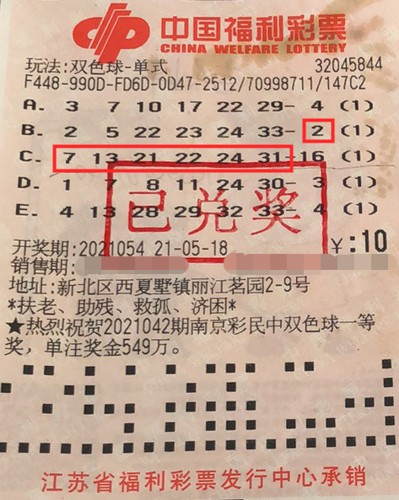 中国福利彩票
CHINA WELFARE LOTTERY
玩法:双色球-单式 32045844
F448-990D-FD6D-0D47-2512/70998711/147C2
A. 3 7 10 17 22 29- 4 (1)
B. 2 5 22 23 24 33- 2 (1)
C. 7 13 21 22 24 31-16 (1)
D. 1 7 8 11 24 30- 3 (1)
E. 4 13 28 29 32 33- 4 (1)
已兑奖
开奖期:2021054 21-05-18 ¥:10
销售期:
地址:新北区西夏墅镇丽江茗园2-9号
*扶老、助残、救孤、济困*
★热烈祝贺2021042期南京彩民中双色球一等
奖,单注奖金549万。
江苏省福利彩票发行中心承销